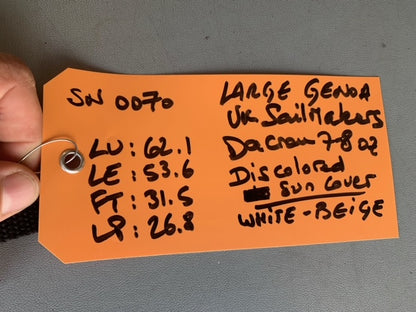 SN 0070
LU: 62.1
LE: 53.6
FT: 31.5
LP: 26.8
LARGE GENOA
UK SailMakers
Dacron 7-8 oz
Discolored
Sun cover
WHITE-BEIGE